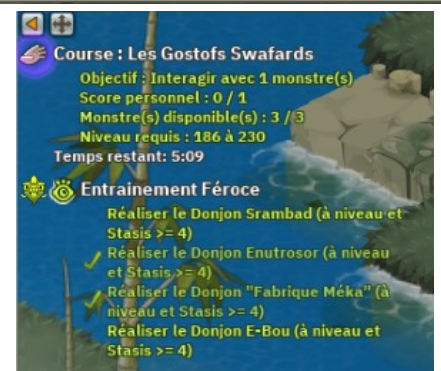 Course : Les Gostofs Swafards
Objectif : Interagir avec 1 monstre(s)
Score personnel : 0 / 1
Monstre(s) disponible(s) : 3 / 3
Niveau requis : 186 à 230
Temps restant: 5:09
Entrainement Féroce
Réaliser le Donjon Srambad (à niveau et
Stasis >= 4)
Réaliser le Donjon Enutrosor (à niveau
et Stasis >= 4)
Réaliser le Donjon "Fabrique Méka" (à
niveau et Stasis >= 4)
Réaliser le Donjon E-Bou (à niveau et
Stasis >= 4)